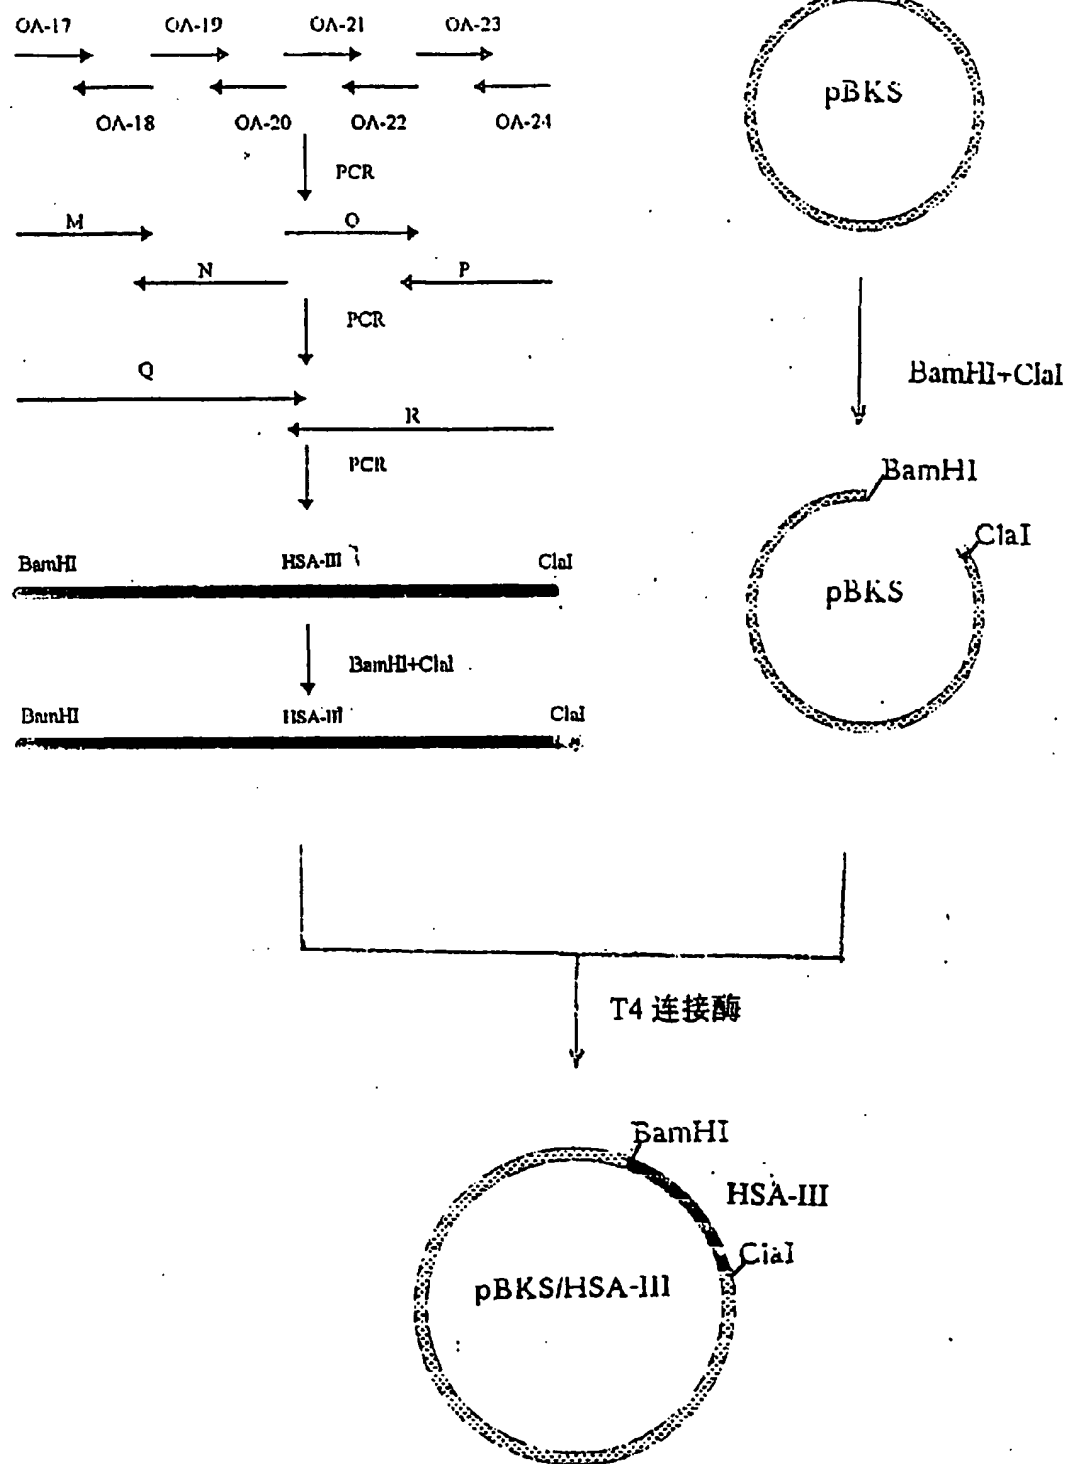 OA-17 OA-19 OA-21 OA-23
OA-18 OA-20 OA-22 OA-24
PCR
M O
N P
PCR
Q
R
PCR
BamHI HSA-III ClaI
BamHI+ClaI
BamHI HSA-III ClaI
pBKS
BamHI+ClaI
BamHI
ClaI
pBKS
T4 连接酶
BamHI
HSA-III
ClaI
pBKS/HSA-III